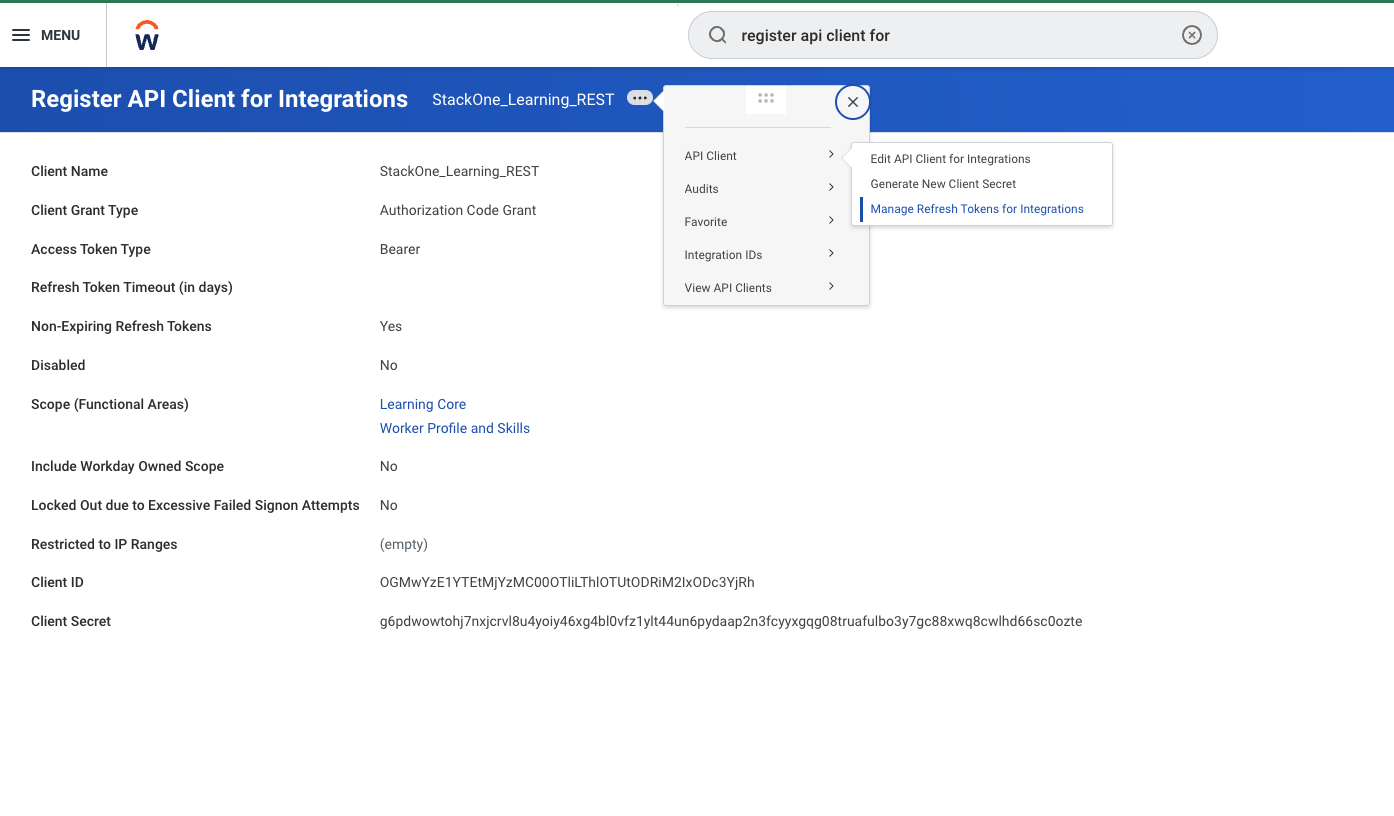 MENU
W
register api client for
Register API Client for Integrations StackOne_Learning_REST
API Client
Audits
Favorite
Integration IDs
View API Clients
Edit API Client for Integrations
Generate New Client Secret
Manage Refresh Tokens for Integrations
Client Name StackOne_Learning_REST
Client Grant Type Authorization Code Grant
Access Token Type Bearer
Refresh Token Timeout (in days)
Non-Expiring Refresh Tokens Yes
Disabled No
Scope (Functional Areas) Learning Core
Worker Profile and Skills
Include Workday Owned Scope No
Locked Out due to Excessive Failed Signon Attempts No
Restricted to IP Ranges (empty)
Client ID
Client Secret